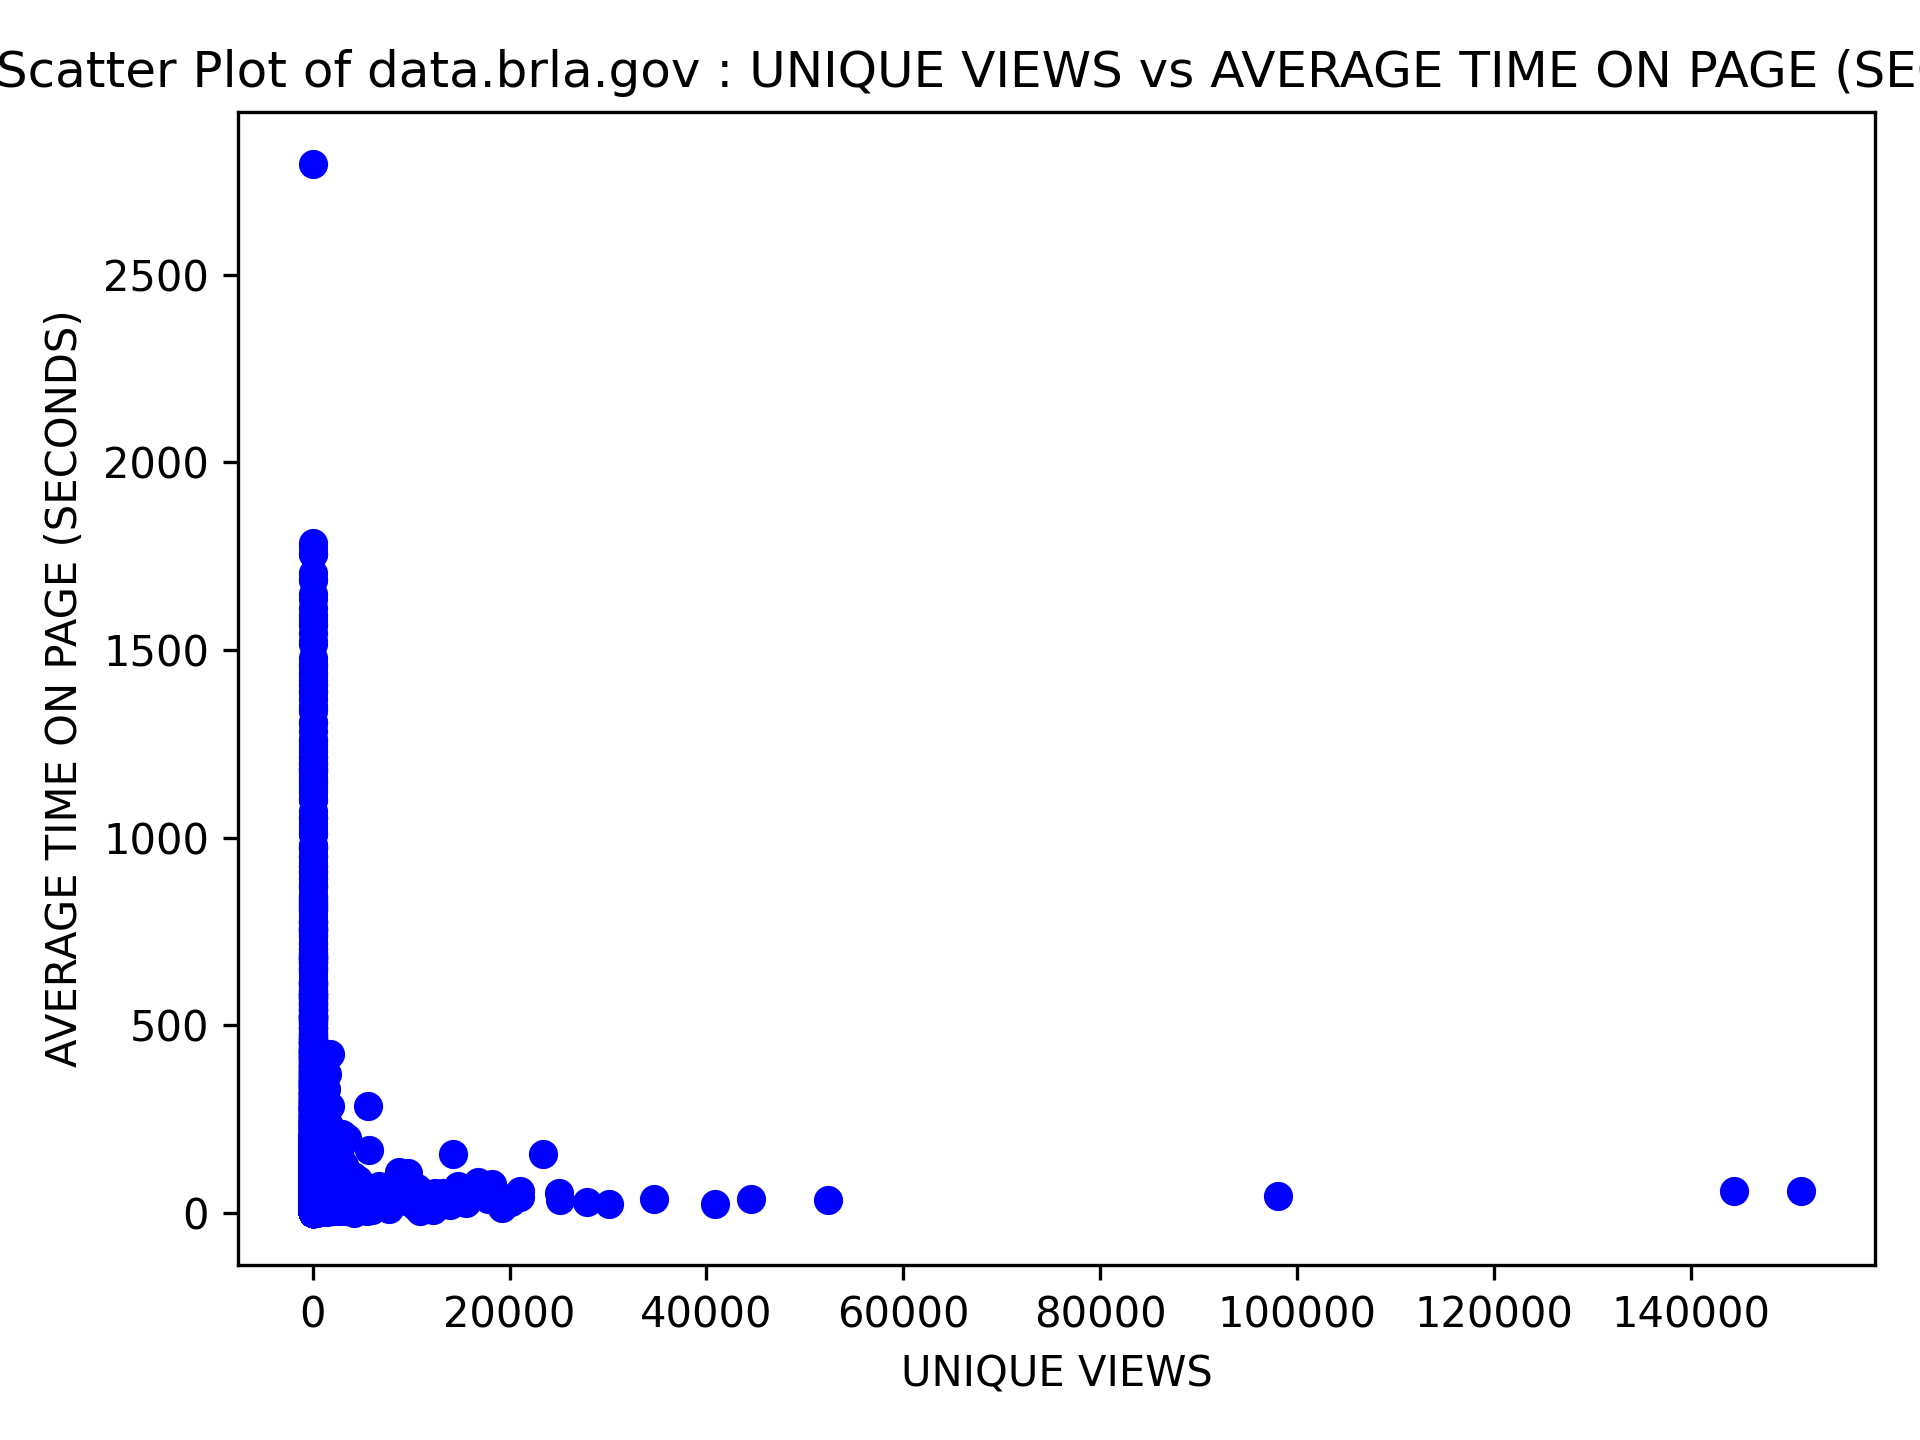 Scatter Plot of data.brla.gov : UNIQUE VIEWS vs AVERAGE TIME ON PAGE (SE
AVERAGE TIME ON PAGE (SECONDS)
2500
2000
1500
1000
500
0
0 20000 40000 60000 80000 100000 120000 140000
UNIQUE VIEWS